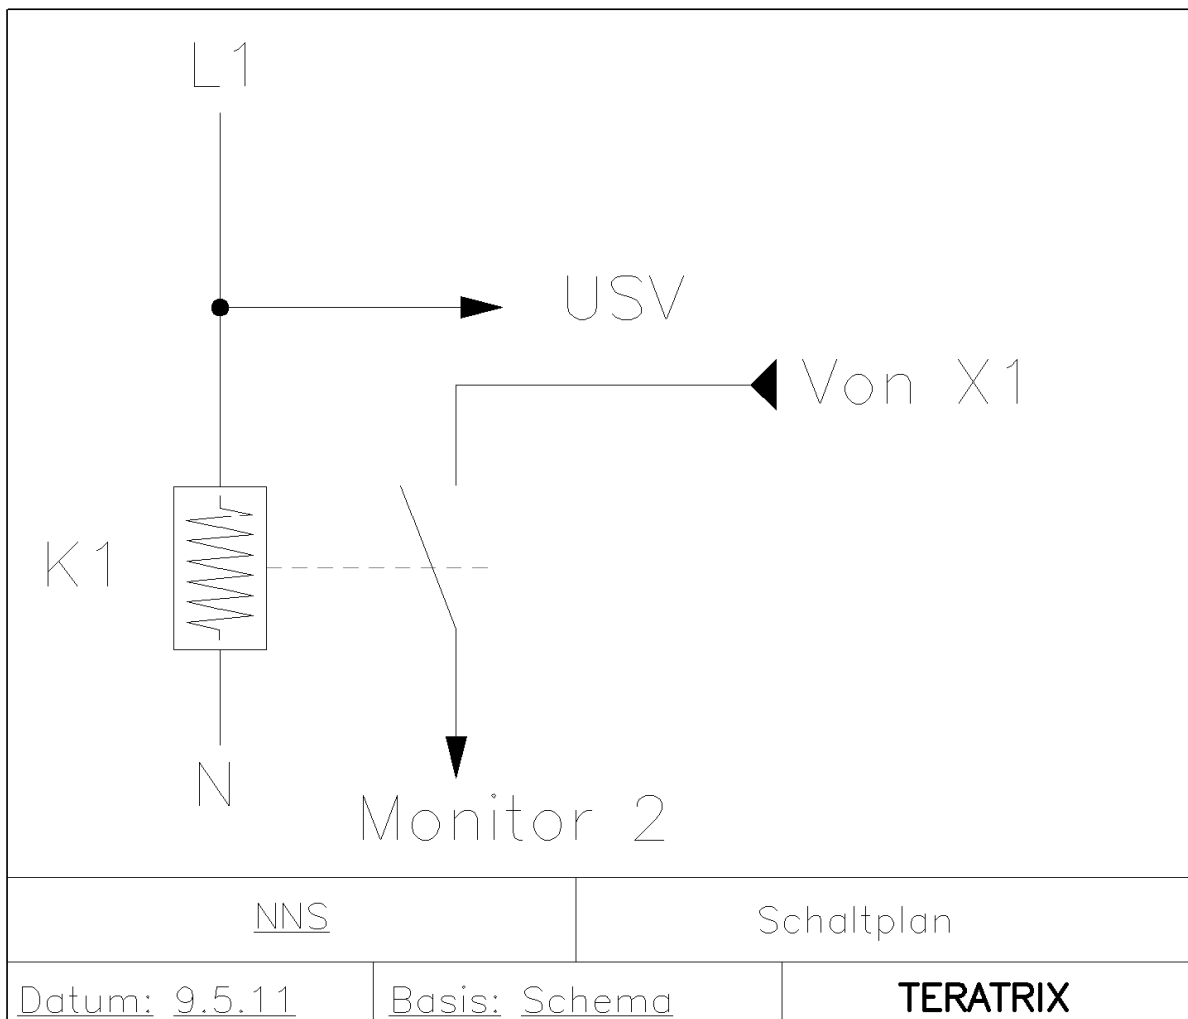 L1
USV
Von X1
K1
N
Monitor 2
NNS
Schaltplan
Datum: 9.5.11
Basis: Schema
TERATRIX